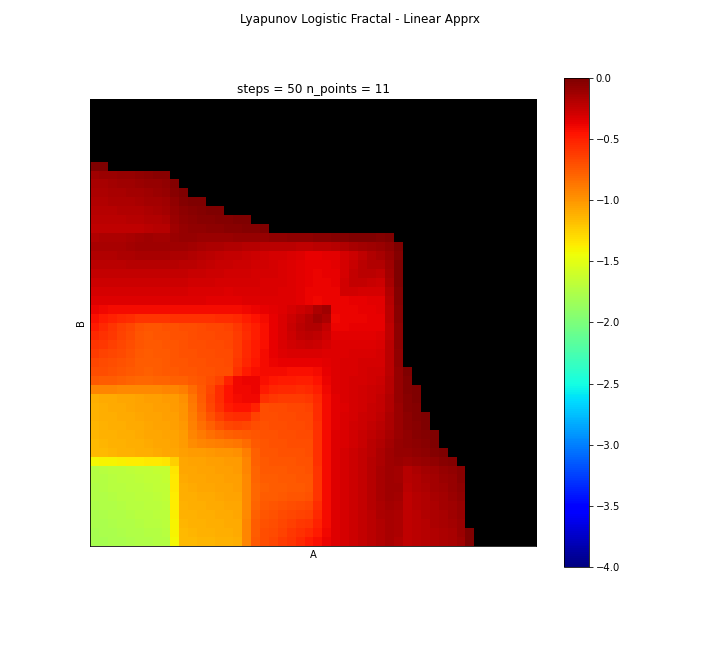 Lyapunov Logistic Fractal - Linear Apprx
steps = 50 n_points = 11
B
A
0.0
−0.5
−1.0
−1.5
−2.0
−2.5
−3.0
−3.5
−4.0